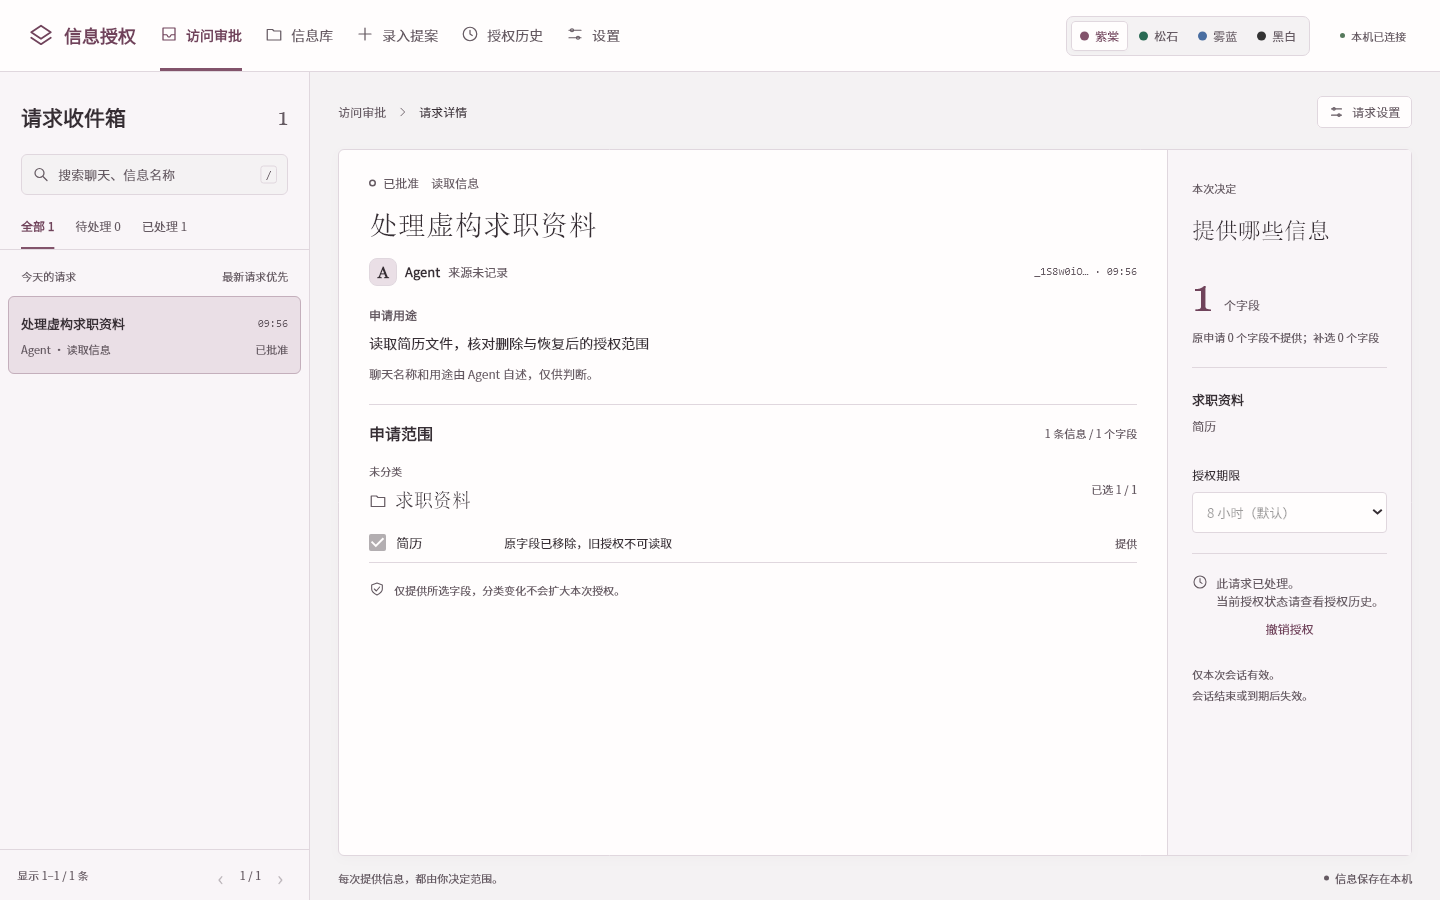 信息授权
访问审批
信息库
录入提案
授权历史
设置
紫棠
松石
雾蓝
黑白
本机已连接
请求收件箱
1
搜索聊天、信息名称
/
全部 1
待处理 0
已处理 1
今天的请求
最新请求优先
处理虚构求职资料
09:56
Agent · 读取信息
已批准
显示 1–1 / 1 条
‹
1 / 1
›
访问审批
请求详情
请求设置
已批准 读取信息
处理虚构求职资料
A
Agent 来源未记录
_1S8w0iO… · 09:56
申请用途
读取简历文件，核对删除与恢复后的授权范围
聊天名称和用途由 Agent 自述，仅供判断。
申请范围
1 条信息 / 1 个字段
未分类
求职资料
已选 1 / 1
简历
原字段已移除，旧授权不可读取
提供
仅提供所选字段，分类变化不会扩大本次授权。
本次决定
提供哪些信息
1 个字段
原申请 0 个字段不提供；补选 0 个字段
求职资料
简历
授权期限
8 小时（默认）
此请求已处理。
当前授权状态请查看授权历史。
撤销授权
仅本次会话有效。
会话结束或到期后失效。
每次提供信息，都由你决定范围。
信息保存在本机